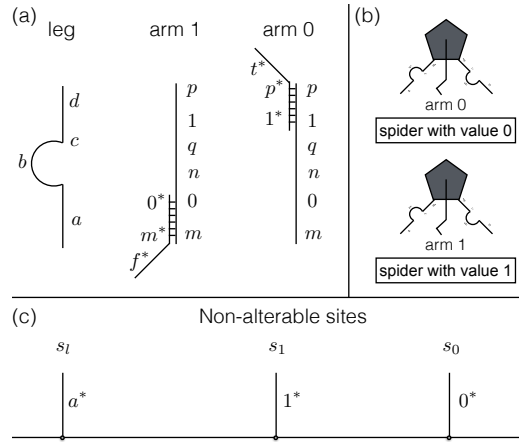 (a)
leg
arm 1
arm 0
d
c
b
a
p
1
q
n
0* 0
m* m
f*
t*
p* p
1* 1
q
n
0
m
(b)
arm 0
spider with value 0
arm 1
spider with value 1
(c)
Non-alterable sites
s_l s_1 s_0
a* 1* 0*